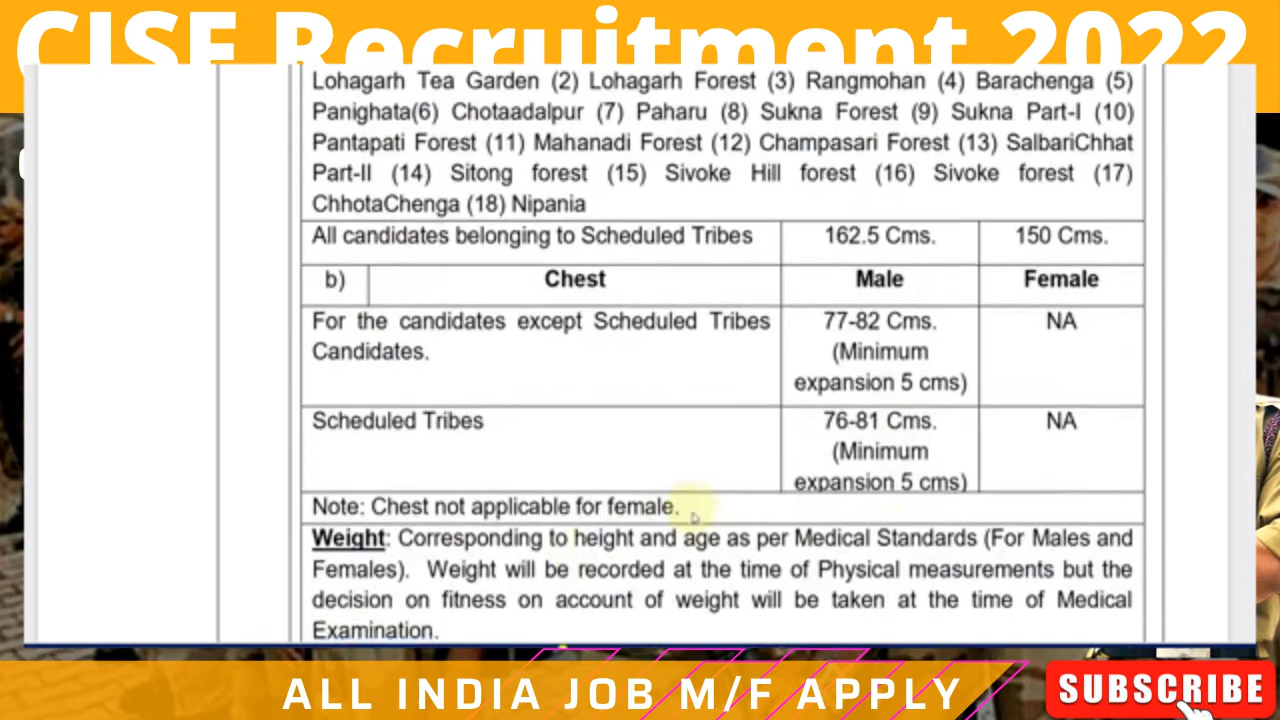 CISF Recruitment 2022
Lohagarh Tea Garden (2) Lohagarh Forest (3) Rangmohan (4) Barachenga (5)
Panighata(6) Chotaadalpur (7) Paharu (8) Sukna Forest (9) Sukna Part-I (10)
Pantapati Forest (11) Mahanadi Forest (12) Champasari Forest (13) SalbariChhat
Part-II (14) Sitong forest (15) Sivoke Hill forest (16) Sivoke forest (17)
ChhotaChenga (18) Nipania
All candidates belonging to Scheduled Tribes 162.5 Cms. 150 Cms.
b) Chest Male Female
For the candidates except Scheduled Tribes 77-82 Cms. NA
Candidates. (Minimum
expansion 5 cms)
Scheduled Tribes 76-81 Cms. NA
(Minimum
expansion 5 cms)
Note: Chest not applicable for female.
Weight: Corresponding to height and age as per Medical Standards (For Males and
Females). Weight will be recorded at the time of Physical measurements but the
decision on fitness on account of weight will be taken at the time of Medical
Examination.
ALL INDIA JOB M/F APPLY
SUBSCRIBE